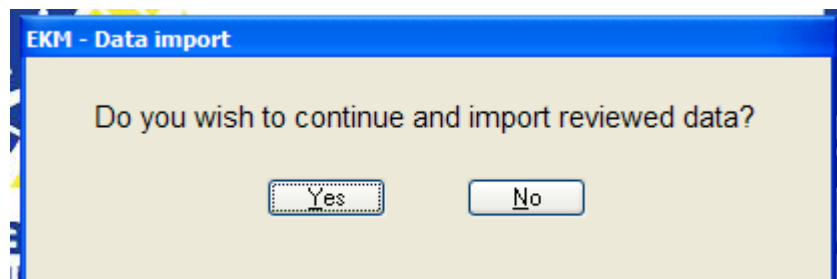 EKM - Data import
Do you wish to continue and import reviewed data?
Yes
No